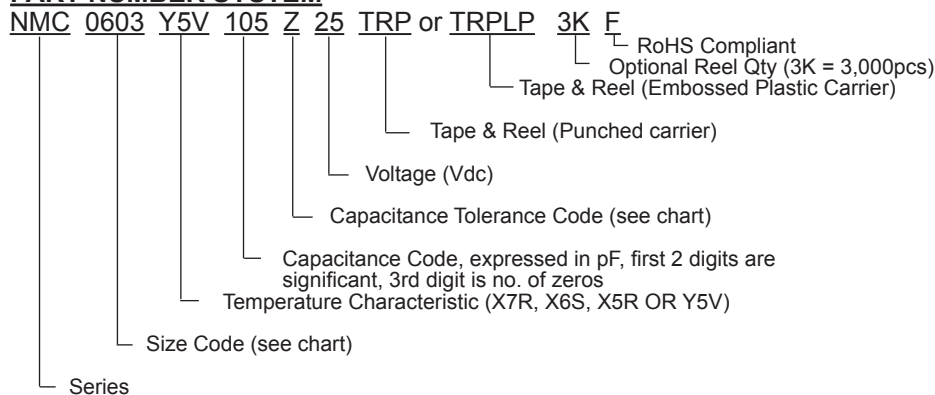 PART NUMBER SYSTEM
NMC 0603 Y5V 105 Z 25 TRP or TRPLP 3K F
RoHS Compliant
Optional Reel Qty (3K = 3,000pcs)
Tape & Reel (Embossed Plastic Carrier)
Tape & Reel (Punched carrier)
Voltage (Vdc)
Capacitance Tolerance Code (see chart)
Capacitance Code, expressed in pF, first 2 digits are
significant, 3rd digit is no. of zeros
Temperature Characteristic (X7R, X6S, X5R OR Y5V)
Size Code (see chart)
Series